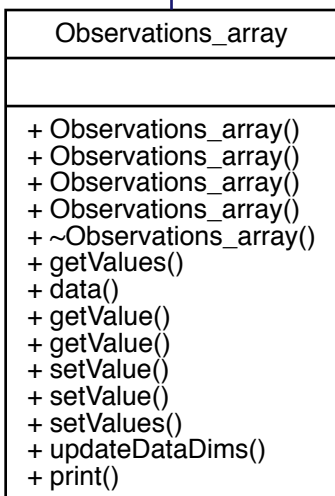 Observations_array
+ Observations_array()
+ Observations_array()
+ Observations_array()
+ Observations_array()
+ ~Observations_array()
+ getValues()
+ data()
+ getValue()
+ getValue()
+ setValue()
+ setValue()
+ setValues()
+ updateDataDims()
+ print()